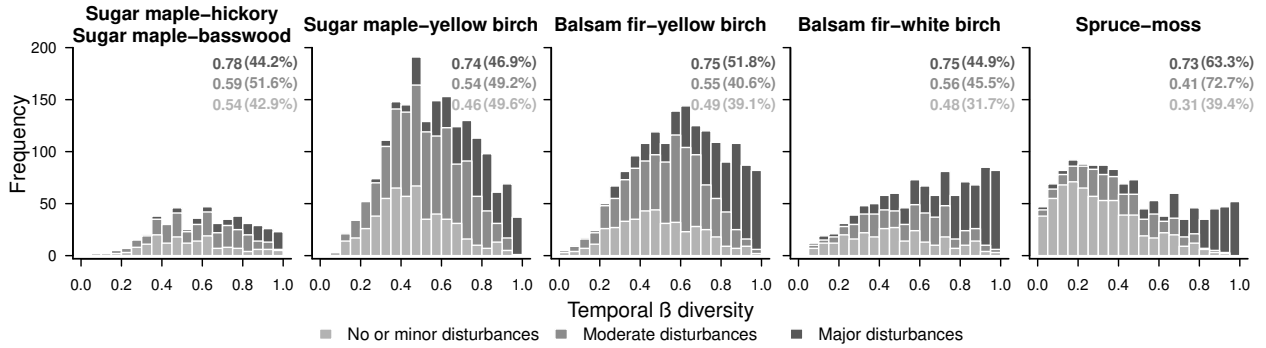 Sugar maple−hickory
Sugar maple−basswood
Sugar maple−yellow birch
Balsam fir−yellow birch
Balsam fir−white birch
Spruce−moss
0.78 (44.2%)
0.59 (51.6%)
0.54 (42.9%)
0.74 (46.9%)
0.54 (49.2%)
0.46 (49.6%)
0.75 (51.8%)
0.55 (40.6%)
0.49 (39.1%)
0.75 (44.9%)
0.56 (45.5%)
0.48 (31.7%)
0.73 (63.3%)
0.41 (72.7%)
0.31 (39.4%)
Frequency
200
150
100
50
0
0.0 0.2 0.4 0.6 0.8 1.0
0.0 0.2 0.4 0.6 0.8 1.0
0.0 0.2 0.4 0.6 0.8 1.0
0.0 0.2 0.4 0.6 0.8 1.0
0.0 0.2 0.4 0.6 0.8 1.0
Temporal ß diversity
No or minor disturbances Moderate disturbances Major disturbances